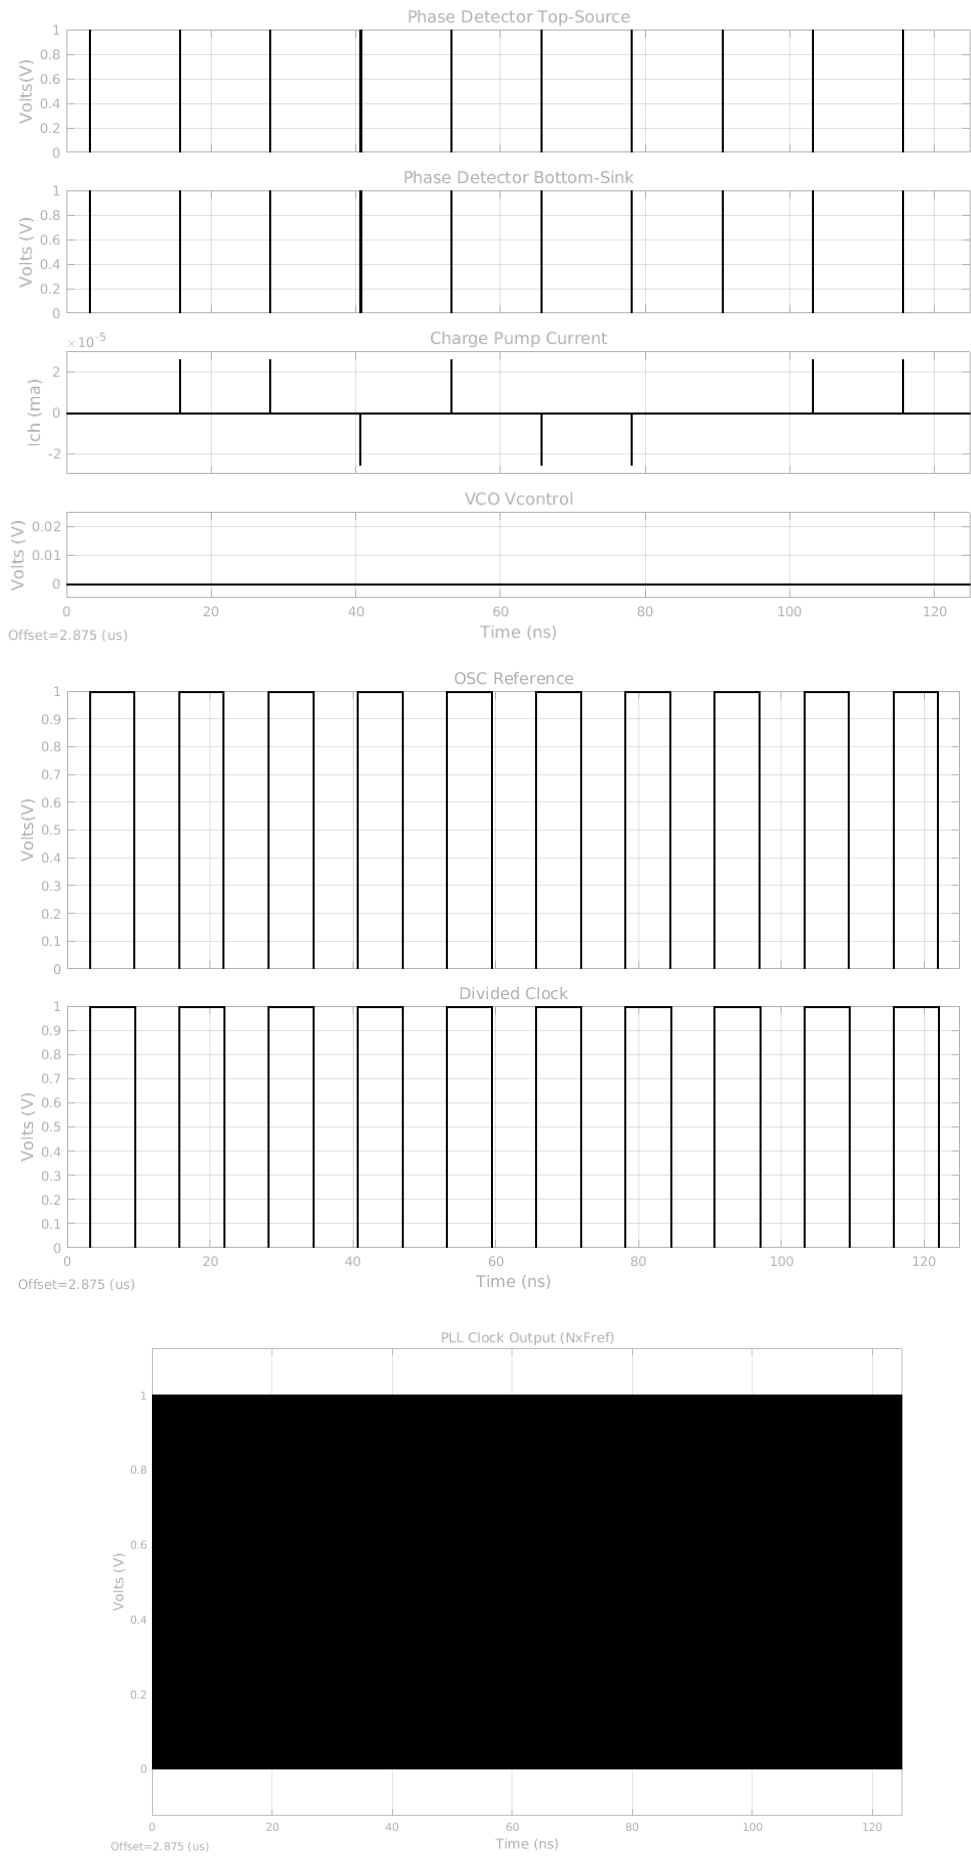 Phase Detector Top-Source
1
0.8
0.6
0.4
0.2
0
Volts(V)
Phase Detector Bottom-Sink
1
0.8
0.6
0.4
0.2
0
Volts (V)
Charge Pump Current
×10-5
2
0
-2
Ich (ma)
VCO Vcontrol
0.02
0.01
0
Volts (V)
0 20 40 60 80 100 120
Time (ns)
Offset=2.875 (us)
OSC Reference
1
0.9
0.8
0.7
0.6
0.5
0.4
0.3
0.2
0.1
0
Volts(V)
Divided Clock
1
0.9
0.8
0.7
0.6
0.5
0.4
0.3
0.2
0.1
0
Volts (V)
0 20 40 60 80 100 120
Time (ns)
Offset=2.875 (us)
PLL Clock Output (NxFref)
1
0.8
0.6
0.4
0.2
0
Volts (V)
0 20 40 60 80 100 120
Time (ns)
Offset=2.875 (us)